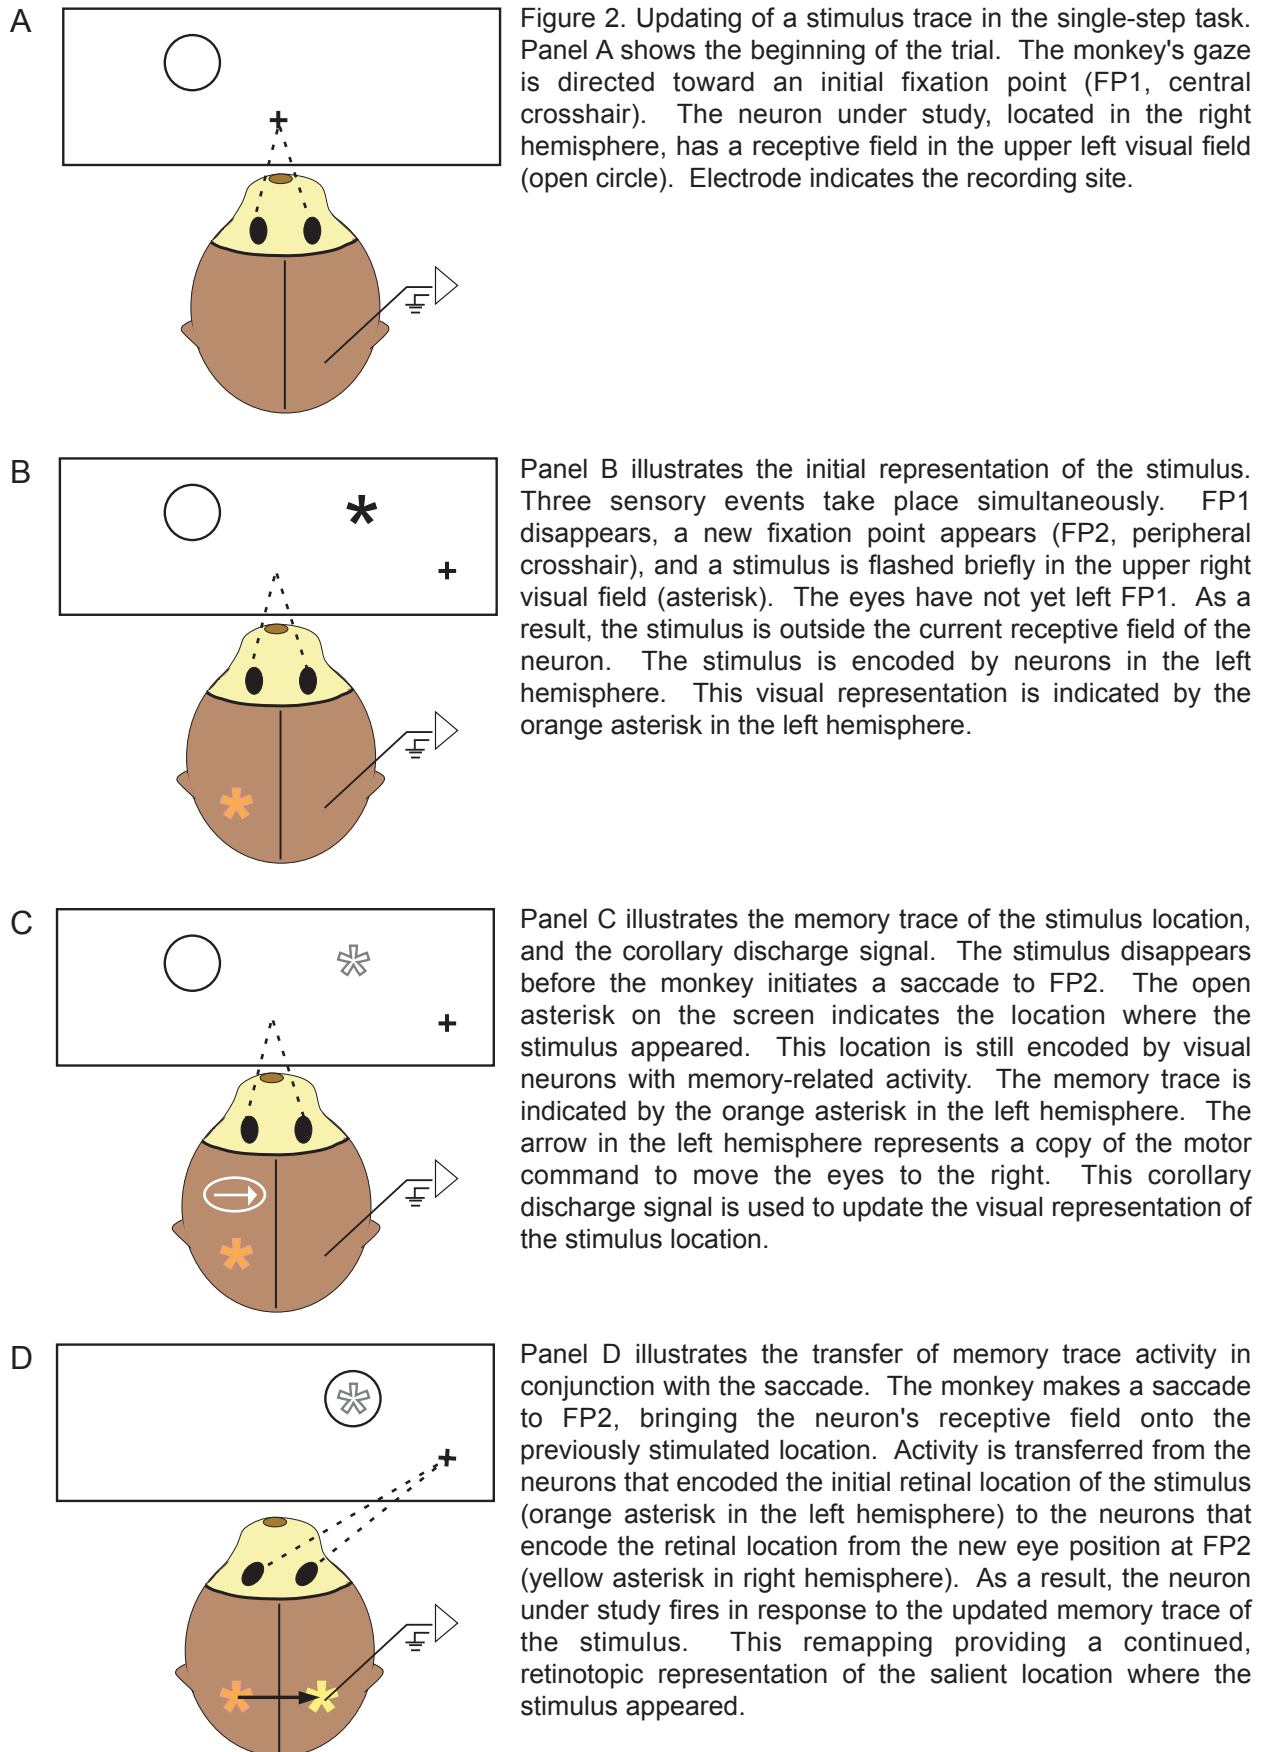 A
Figure 2. Updating of a stimulus trace in the single-step task.
Panel A shows the beginning of the trial. The monkey's gaze
is directed toward an initial fixation point (FP1, central
crosshair). The neuron under study, located in the right
hemisphere, has a receptive field in the upper left visual field
(open circle). Electrode indicates the recording site.
B
Panel B illustrates the initial representation of the stimulus.
Three sensory events take place simultaneously. FP1
disappears, a new fixation point appears (FP2, peripheral
crosshair), and a stimulus is flashed briefly in the upper right
visual field (asterisk). The eyes have not yet left FP1. As a
result, the stimulus is outside the current receptive field of the
neuron. The stimulus is encoded by neurons in the left
hemisphere. This visual representation is indicated by the
orange asterisk in the left hemisphere.
C
Panel C illustrates the memory trace of the stimulus location,
and the corollary discharge signal. The stimulus disappears
before the monkey initiates a saccade to FP2. The open
asterisk on the screen indicates the location where the
stimulus appeared. This location is still encoded by visual
neurons with memory-related activity. The memory trace is
indicated by the orange asterisk in the left hemisphere. The
arrow in the left hemisphere represents a copy of the motor
command to move the eyes to the right. This corollary
discharge signal is used to update the visual representation of
the stimulus location.
D
Panel D illustrates the transfer of memory trace activity in
conjunction with the saccade. The monkey makes a saccade
to FP2, bringing the neuron's receptive field onto the
previously stimulated location. Activity is transferred from the
neurons that encoded the initial retinal location of the stimulus
(orange asterisk in the left hemisphere) to the neurons that
encode the retinal location from the new eye position at FP2
(yellow asterisk in right hemisphere). As a result, the neuron
under study fires in response to the updated memory trace of
the stimulus. This remapping providing a continued,
retinotopic representation of the salient location where the
stimulus appeared.